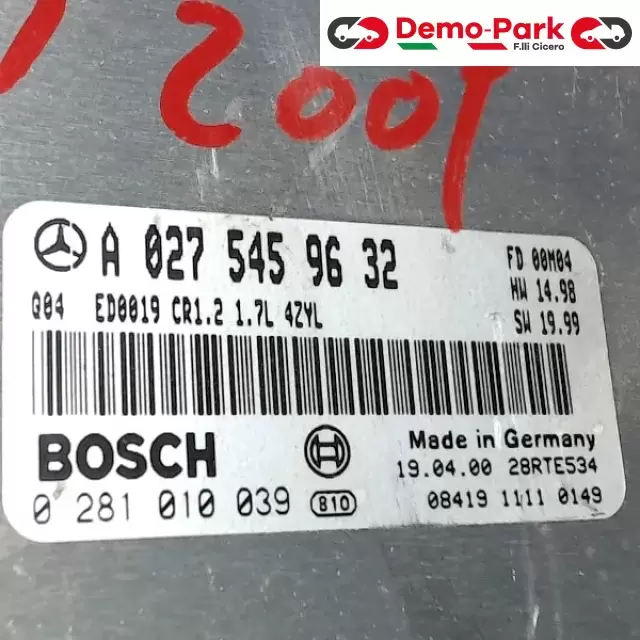 Demo-Park
F.lli Cicero
2001
A 027 545 96 32
FD 00M04
HW 14.98
G04 ED0019 CR1.2 1.7L 4ZYL
SW 19.99
BOSCH
Made in Germany
19.04.00 28RTE534
0 281 010 039 810
08419 1111 0149